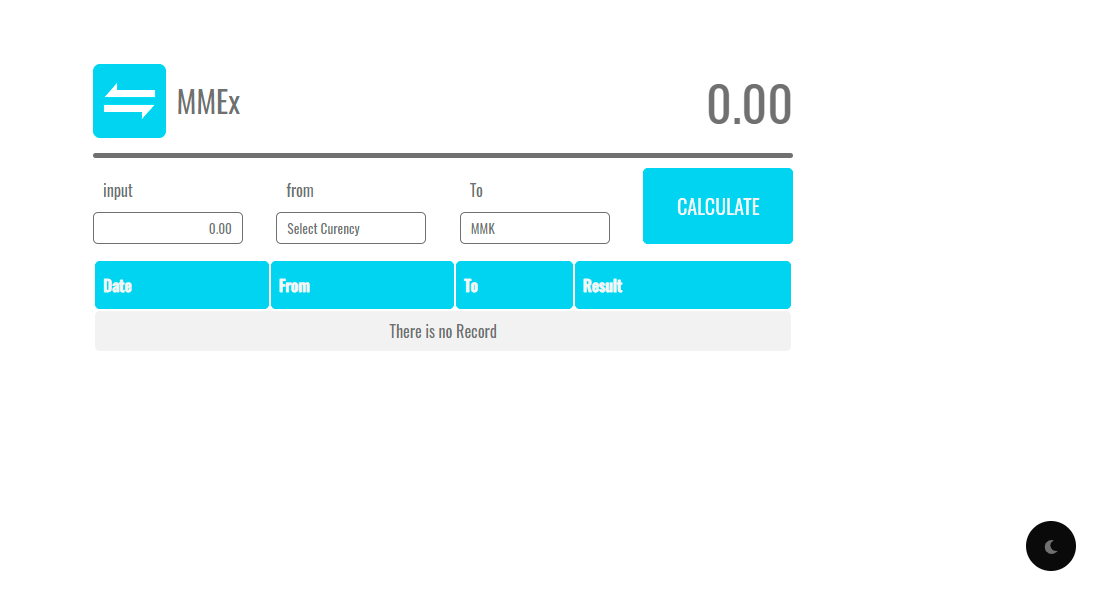 MMEx
0.00
input
from
To
0.00
Select Curency
MMK
CALCULATE
Date
From
To
Result
There is no Record